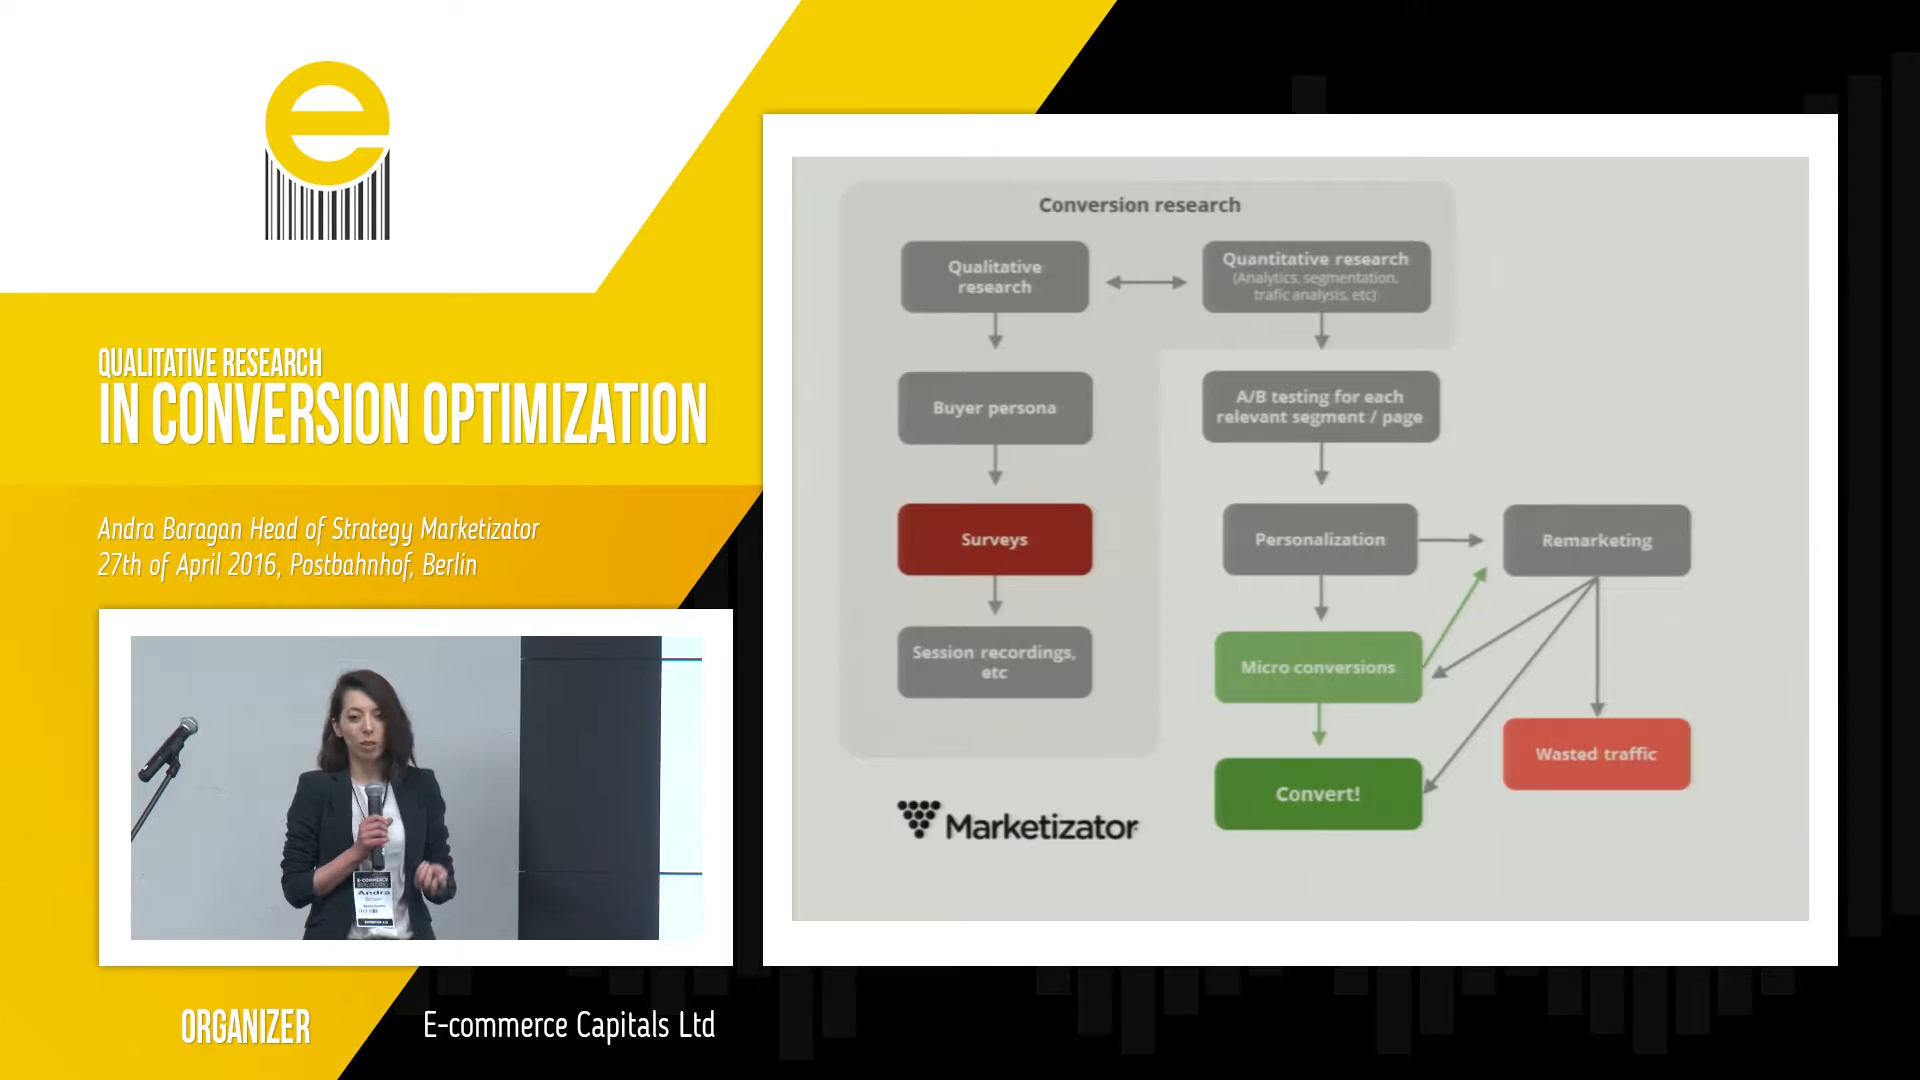 QUALITATIVE RESEARCH
IN CONVERSION OPTIMIZATION
Andra Baragan Head of Strategy Marketizator
27th of April 2016, Postbahnhof, Berlin
Andra
ORGANIZER
E-commerce Capitals Ltd
Conversion research
Qualitative
research
Quantitative research
(Analytics, segmentation,
trafic analysis, etc)
Buyer persona
A/B testing for each
relevant segment / page
Surveys
Personalization
Remarketing
Session recordings,
etc
Micro conversions
Wasted traffic
Convert!
Marketizator